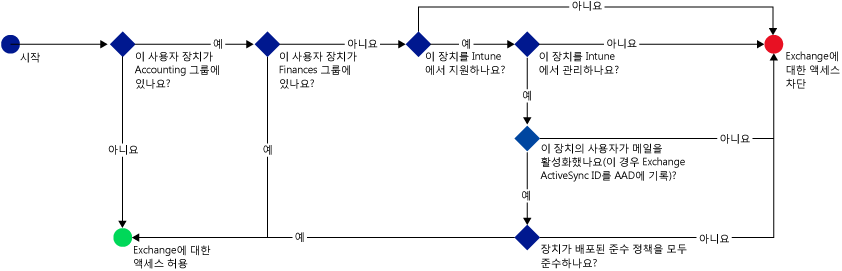 아니요
예
아니요
예
아니요
시작
이 사용자 장치가
Accounting 그룹에
있나요?
이 사용자 장치가
Finances 그룹에
있나요?
이 장치를 Intune
에서 지원하나요?
이 장치를 Intune
에서 관리하나요?
Exchange에
대한 액세스
차단
예
아니요
이 장치의 사용자가 메일을
활성화했나요(이 경우 Exchange
ActiveSync ID를 AAD에 기록)?
아니요
예
예
예
아니요
Exchange에 대한
액세스 허용
장치가 배포된 준수 정책을 모두
준수하나요?